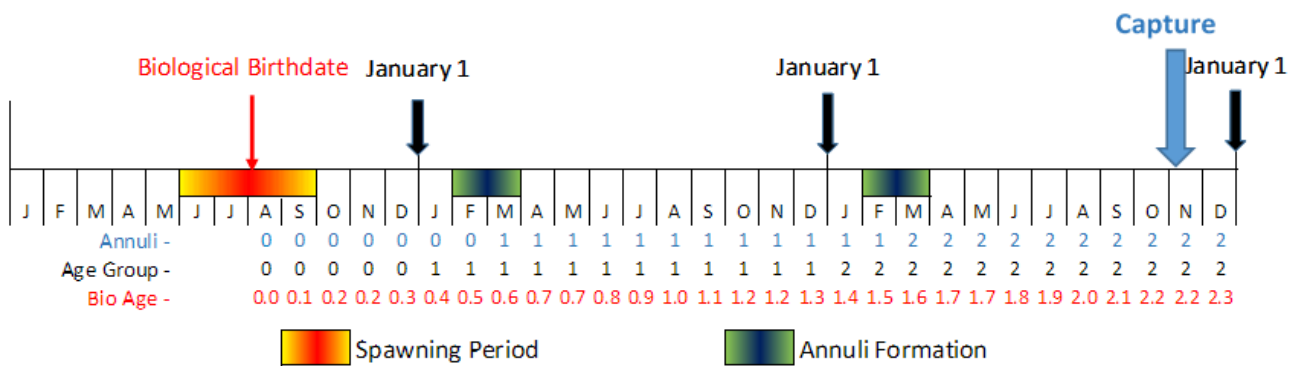 Capture
Biological Birthdate January 1 January 1 January 1
J F M A M J J A S O N D J F M A M J J A S O N D J F M A M J J A S O N D
Annuli - 0 0 0 0 0 0 0 1 1 1 1 1 1 1 1 1 1 1 1 2 2 2 2 2 2 2 2 2 2
Age Group - 0 0 0 0 0 1 1 1 1 1 1 1 1 1 1 1 1 2 2 2 2 2 2 2 2 2 2 2 2
Bio Age - 0.0 0.1 0.2 0.2 0.3 0.4 0.5 0.6 0.7 0.7 0.8 0.9 1.0 1.1 1.2 1.2 1.3 1.4 1.5 1.6 1.7 1.7 1.8 1.9 2.0 2.1 2.2 2.2 2.3
Spawning Period Annuli Formation